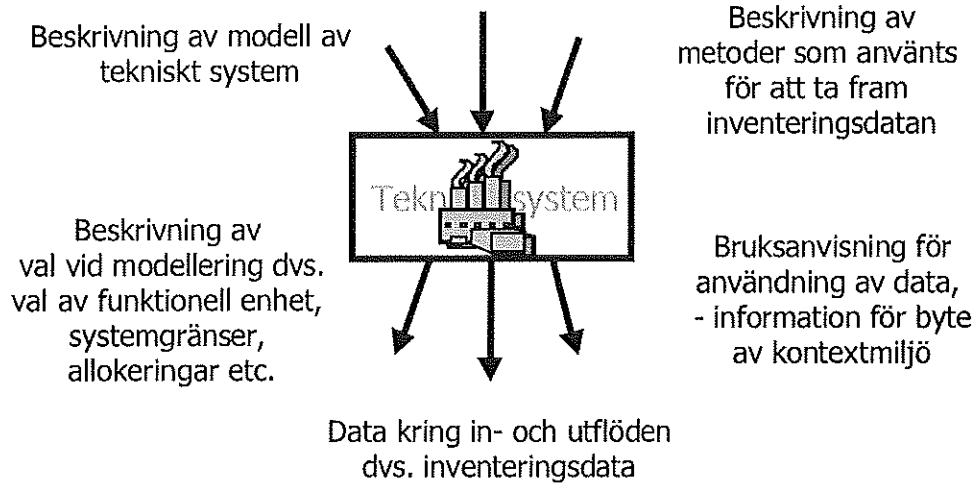 Beskrivning av modell av
tekniskt system
Beskrivning av
metoder som använts
för att ta fram
inventeringsdatan
system
Beskrivning av
val vid modellering dvs.
val av funktionell enhet,
systemgränser,
allokeringar etc.
Bruksanvisning för
användning av data,
- information för byte
av kontextmiljö
Data kring in- och utflöden
dvs. inventeringsdata